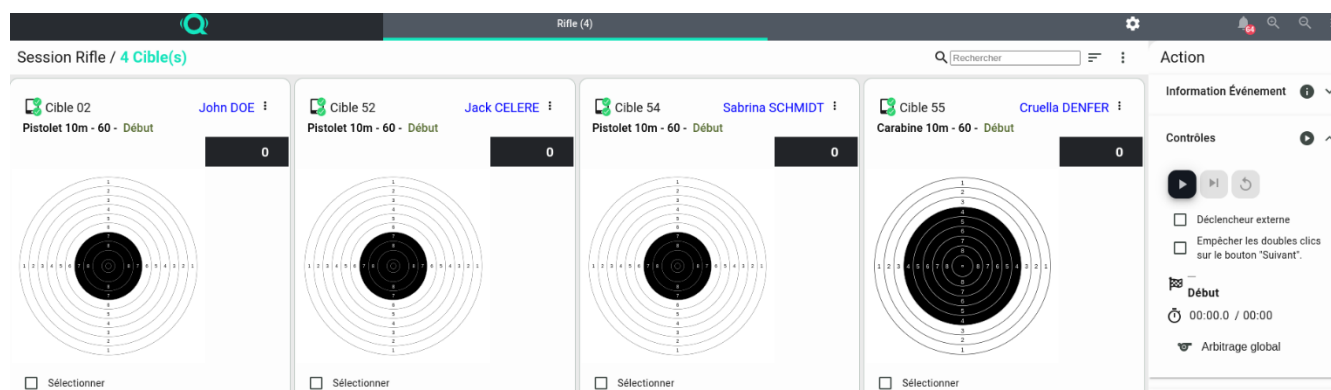 Rifle (4)
64
Session Rifle / 4 Cible(s)
Rechercher
Action
Cible 02
John DOE
Pistolet 10m - 60 - Début
0
Cible 52
Jack CELERE
Pistolet 10m - 60 - Début
0
Cible 54
Sabrina SCHMIDT
Pistolet 10m - 60 - Début
0
Cible 55
Cruella DENFER
Carabine 10m - 60 - Début
0
Sélectionner
Sélectionner
Sélectionner
Sélectionner
Information Événement
Contrôles
Déclencheur externe
Empêcher les doubles clics
sur le bouton "Suivant".
Début
00:00.0 / 00:00
Arbitrage global